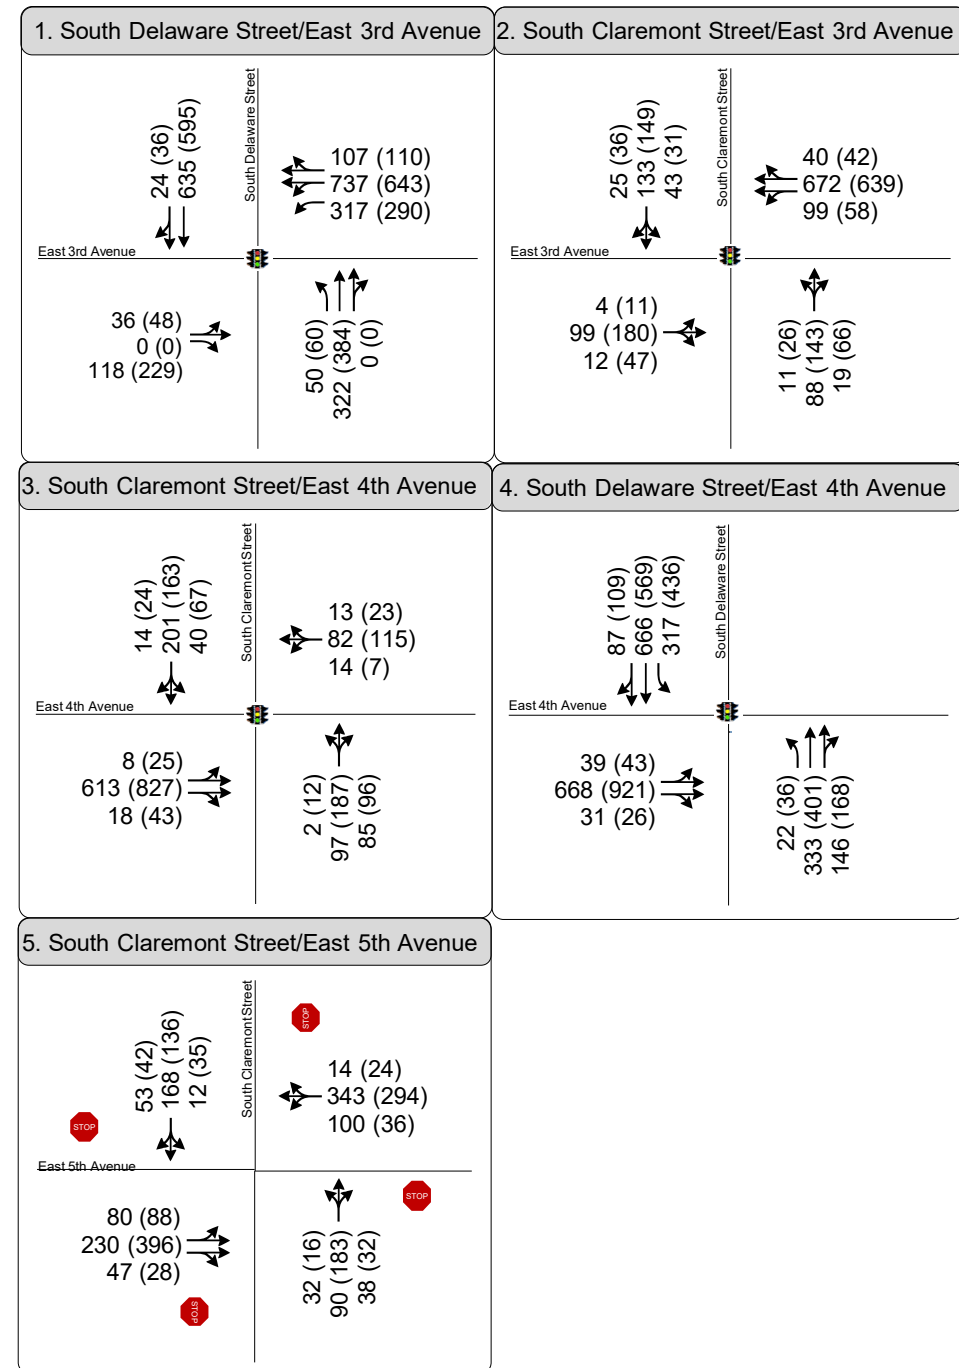 1. South Delaware Street/East 3rd Avenue
24 (36)
635 (595)
South Delaware Street
107 (110)
737 (643)
317 (290)
East 3rd Avenue
36 (48)
0 (0)
118 (229)
50 (60)
322 (384)
0 (0)
2. South Claremont Street/East 3rd Avenue
25 (36)
133 (149)
43 (31)
South Claremont Street
40 (42)
672 (639)
99 (58)
East 3rd Avenue
4 (11)
99 (180)
12 (47)
11 (26)
88 (143)
19 (66)
3. South Claremont Street/East 4th Avenue
14 (24)
201 (163)
40 (67)
South Claremont Street
13 (23)
82 (115)
14 (7)
East 4th Avenue
8 (25)
613 (827)
18 (43)
2 (12)
97 (187)
85 (96)
4. South Delaware Street/East 4th Avenue
87 (109)
666 (569)
317 (436)
South Delaware Street
East 4th Avenue
39 (43)
668 (921)
31 (26)
22 (36)
333 (401)
146 (168)
5. South Claremont Street/East 5th Avenue
53 (42)
168 (136)
12 (35)
South Claremont Street
STOP
14 (24)
343 (294)
100 (36)
STOP
East 5th Avenue
STOP
80 (88)
230 (396)
47 (28)
STOP
32 (16)
90 (183)
38 (32)